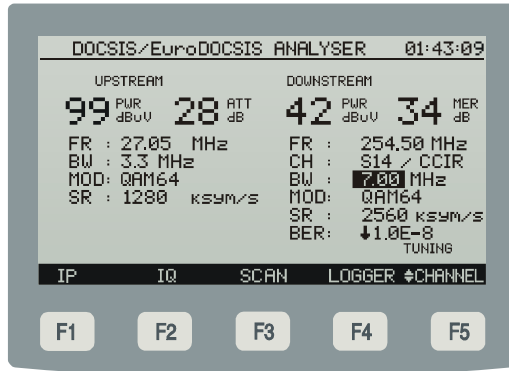 DOCSIS/EuroDOCSIS ANALYSER 01:43:09
UPSTREAM DOWNSTREAM
99 PWR dBuV 28 ATT dB 42 PWR dBuV 34 MER dB
FR : 27.05 MHz FR : 254.50 MHz
BW : 3.3 MHz CH : S14 / CCIR
MOD: QAM64 BW : 7.00 MHz
SR : 1280 ksym/s MOD: QAM64
SR : 2560 ksym/s
BER: ↓1.0E-8
TUNING
IP IQ SCAN LOGGER ♦CHANNEL
F1 F2 F3 F4 F5